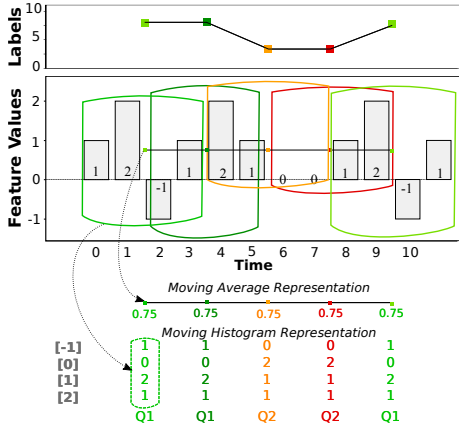 Labels
10
5
0
Feature Values
2
1
0
-1
1 2 -1 1 2 1 0 0 1 2 -1 1
0 1 2 3 4 5 6 7 8 9 10
Time
Moving Average Representation
0.75 0.75 0.75 0.75 0.75
Moving Histogram Representation
[-1] 1 1 0 0 1
[0] 0 0 2 2 0
[1] 2 2 1 1 2
[2] 1 1 1 1 1
Q1 Q1 Q2 Q2 Q1